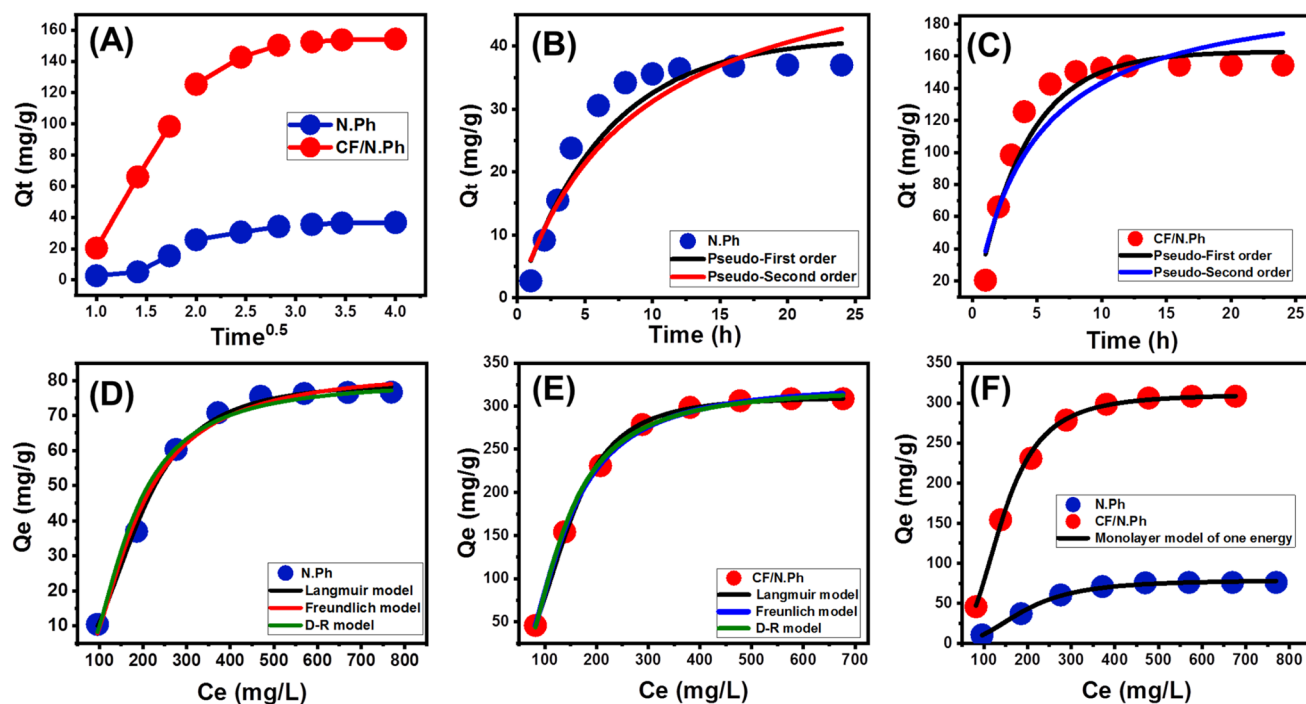 (A)
Qt (mg/g)
160
140
120
100
80
60
40
20
0
N.Ph
CF/N.Ph
1.0 1.5 2.0 2.5 3.0 3.5 4.0
Time0.5
(B)
Qt (mg/g)
40
30
20
10
0
N.Ph
Pseudo-First order
Pseudo-Second order
0 5 10 15 20 25
Time (h)
(C)
Qt (mg/g)
180
160
140
120
100
80
60
40
20
CF/N.Ph
Pseudo-First order
Pseudo-Second order
0 5 10 15 20 25
Time (h)
(D)
Qe (mg/g)
80
70
60
50
40
30
20
10
N.Ph
Langmuir model
Freundlich model
D-R model
100 200 300 400 500 600 700 800
Ce (mg/L)
(E)
Qe (mg/g)
350
300
250
200
150
100
50
0
CF/N.Ph
Langmuir model
Freunlich model
D-R model
100 200 300 400 500 600 700
Ce (mg/L)
(F)
Qe (mg/g)
350
300
250
200
150
100
50
0
N.Ph
CF/N.Ph
Monolayer model of one energy
100 200 300 400 500 600 700 800
Ce (mg/L)